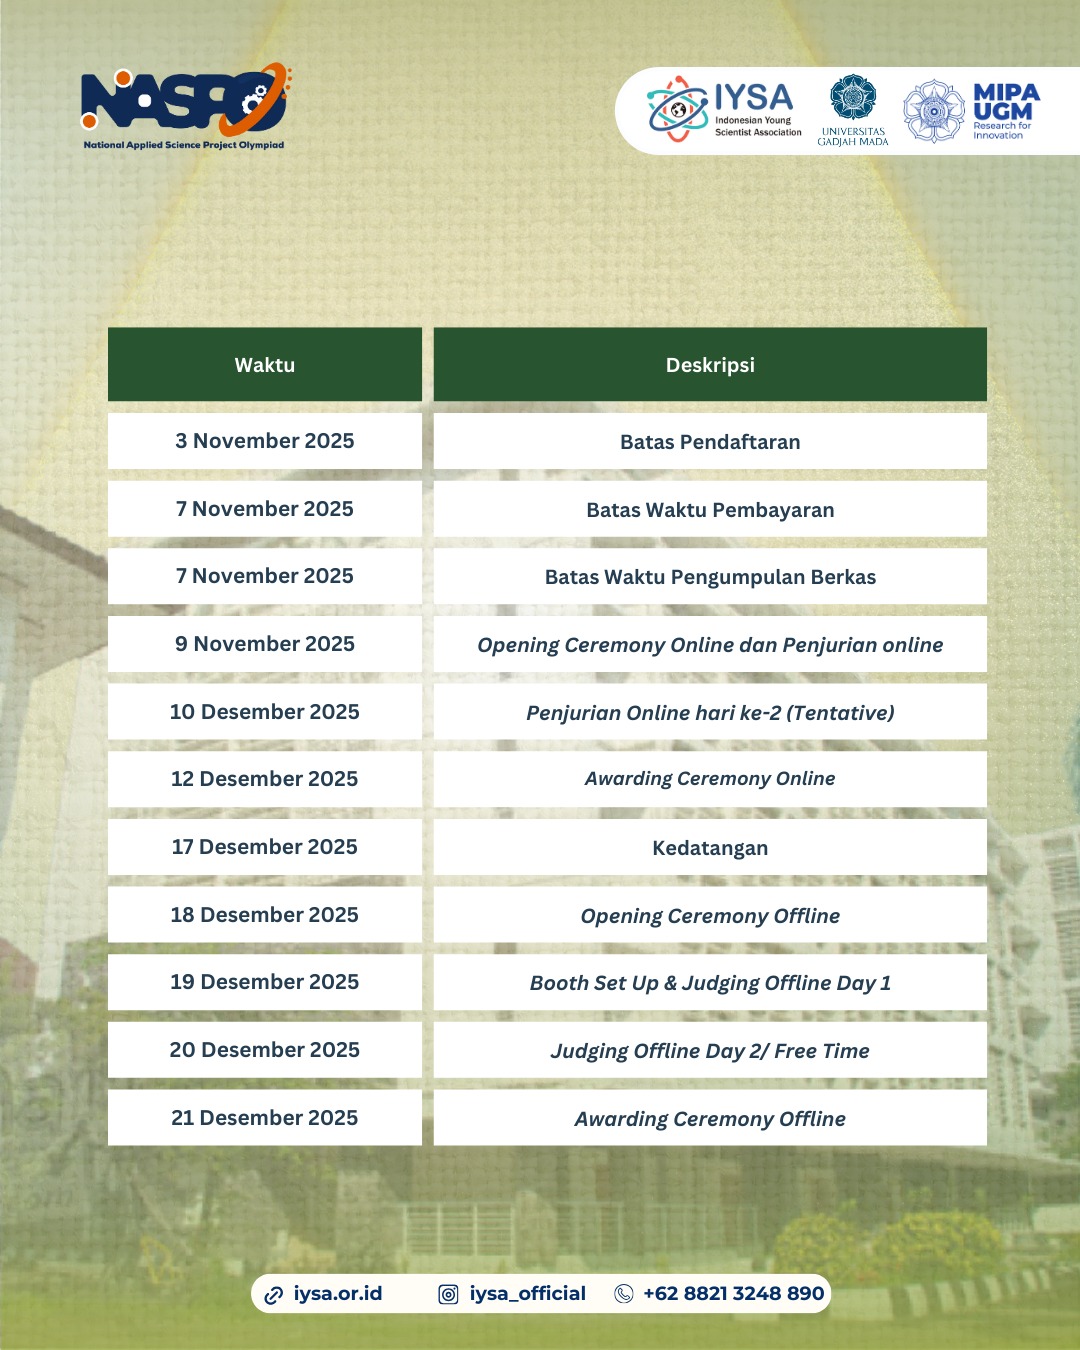 NASPO
National Applied Science Project Olympiad
IYSA
Indonesian Young
Scientist Association
UNIVERSITAS
GADJAH MADA
MIPA
UGM
Research for
Innovation
Waktu Deskripsi
3 November 2025 Batas Pendaftaran
7 November 2025 Batas Waktu Pembayaran
7 November 2025 Batas Waktu Pengumpulan Berkas
9 November 2025 Opening Ceremony Online dan Penjurian online
10 Desember 2025 Penjurian Online hari ke-2 (Tentative)
12 Desember 2025 Awarding Ceremony Online
17 Desember 2025 Kedatangan
18 Desember 2025 Opening Ceremony Offline
19 Desember 2025 Booth Set Up & Judging Offline Day 1
20 Desember 2025 Judging Offline Day 2/ Free Time
21 Desember 2025 Awarding Ceremony Offline
iysa.or.id iysa_official +62 8821 3248 890